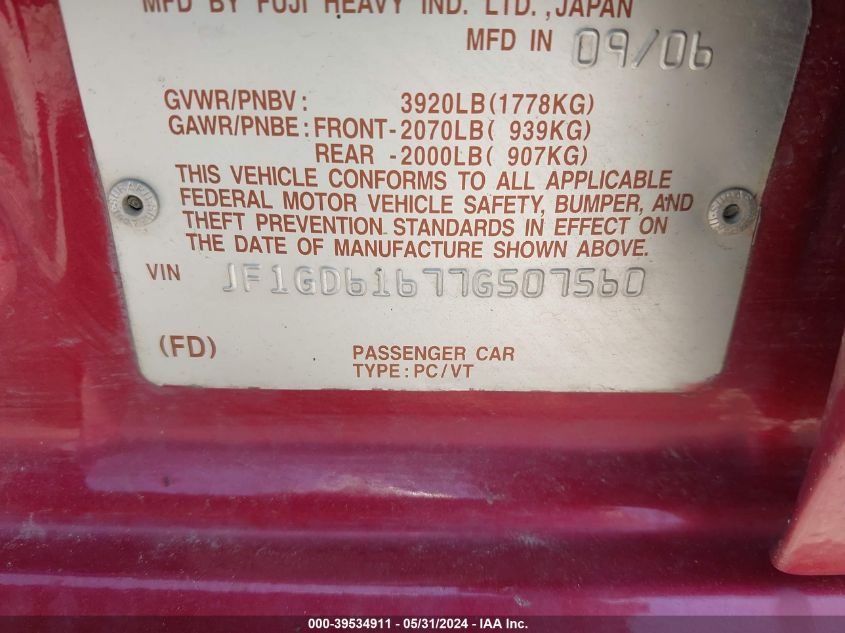 MFD BY FUJI HEAVY IND. LTD., JAPAN
MFD IN 09/06
GVWR/PNBV: 3920LB(1778KG)
GAWR/PNBE: FRONT-2070LB( 939KG)
REAR -2000LB( 907KG)
THIS VEHICLE CONFORMS TO ALL APPLICABLE
FEDERAL MOTOR VEHICLE SAFETY, BUMPER, AND
THEFT PREVENTION STANDARDS IN EFFECT ON
THE DATE OF MANUFACTURE SHOWN ABOVE.
VIN JF1GD61677G507560
(FD) PASSENGER CAR
TYPE: PC/VT
000-39534911 - 05/31/2024 - IAA Inc.